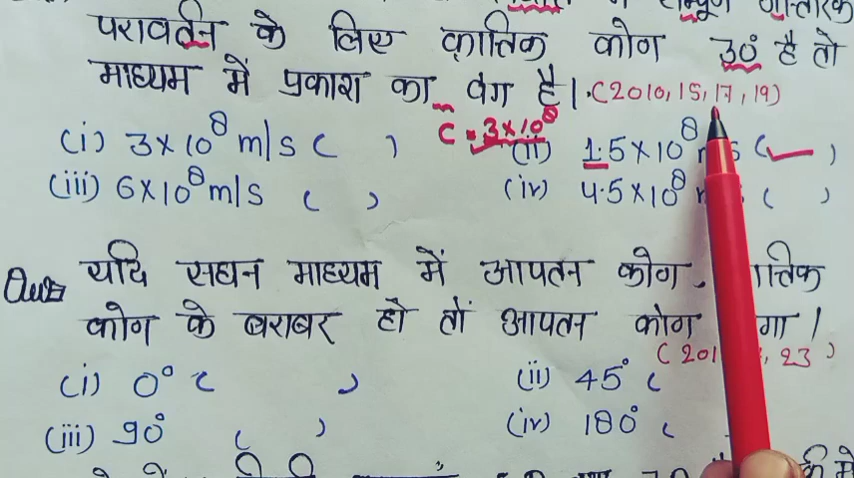 परावर्तन के लिए क्रान्तिक कोण 30° है तो
माध्यम में प्रकाश का वेग है। (2010, 15, 17, 19)
C = 3×10⁸
(i) 3×10⁸ m/s ( ) (ii) 1.5×10⁸ (✓)
(iii) 6×10⁸ m/s ( ) (iv) 4.5×10⁸ ( )
यदि सघन माध्यम में आपतन कोण
कोण के बराबर हो तों आपतन कोण
23)
(i) 0° ( ) (ii) 45° (
(iii) 90° ( ) (iv) 180° (